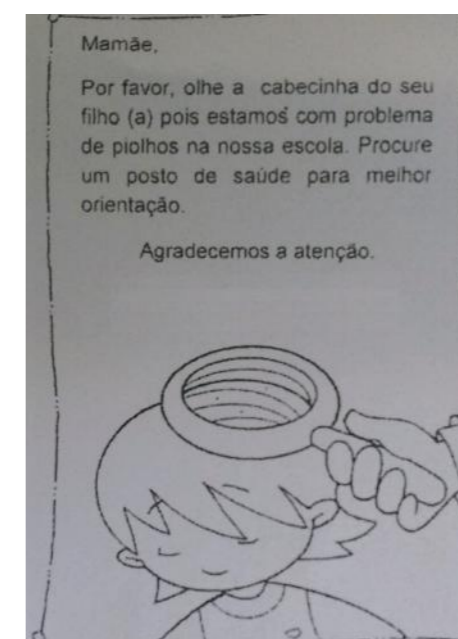 Mamãe,
Por favor, olhe a cabecinha do seu
filho (a) pois estamos com problema
de piolhos na nossa escola. Procure
um posto de saúde para melhor
orientação.
Agradecemos a atenção.